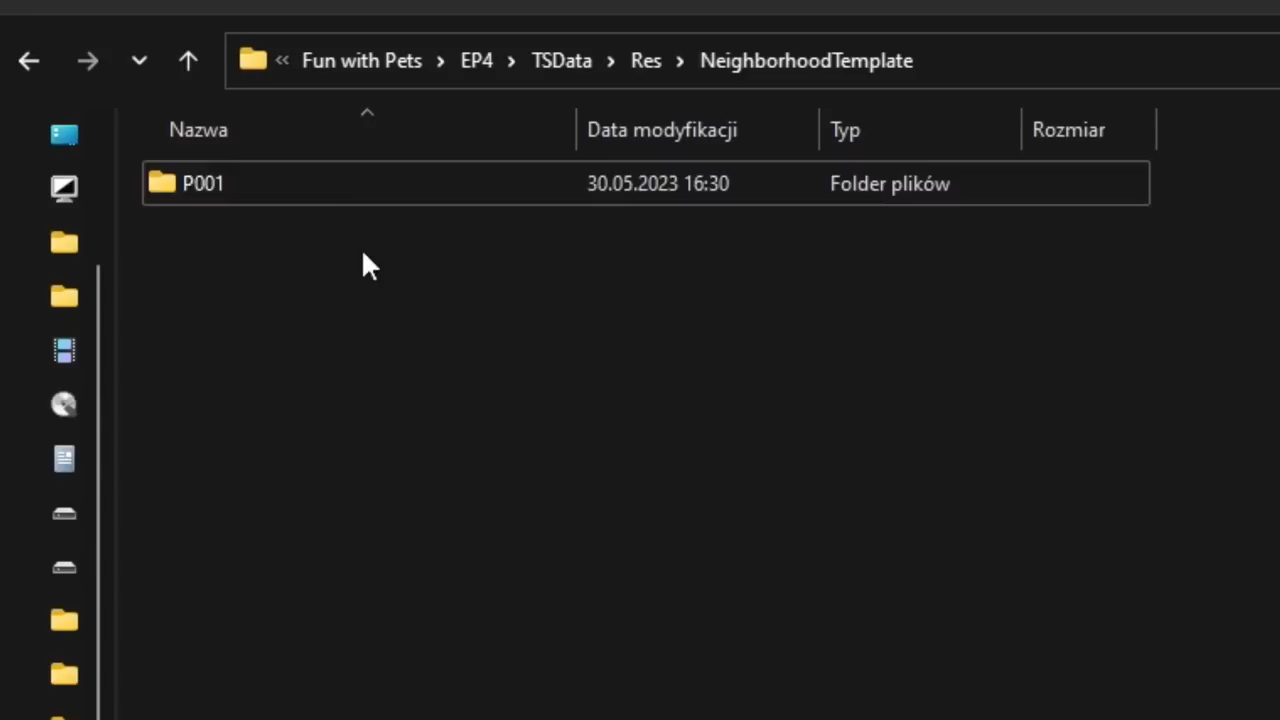 « Fun with Pets › EP4 › TSData › Res › NeighborhoodTemplate
Nazwa Data modyfikacji Typ Rozmiar
P001 30.05.2023 16:30 Folder plików